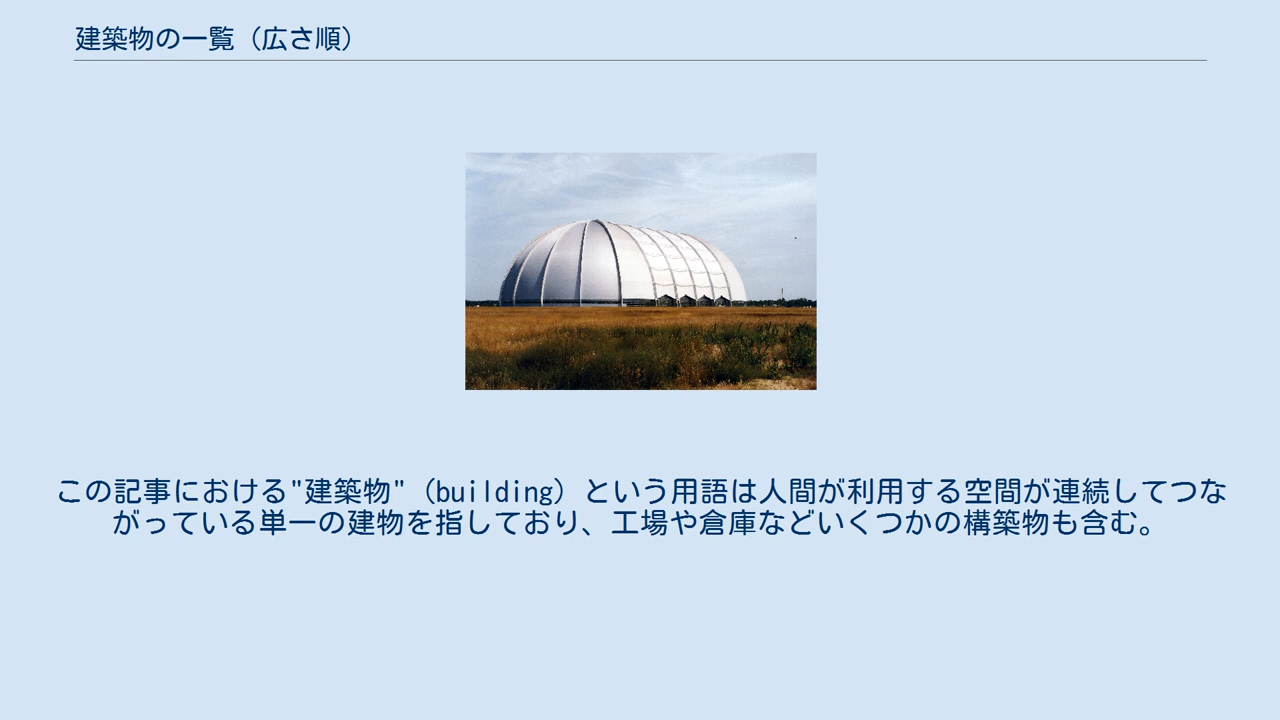 建築物の一覧（広さ順）
この記事における"建築物"（building）という用語は人間が利用する空間が連続してつな
がっている単一の建物を指しており、工場や倉庫などいくつかの構築物も含む。